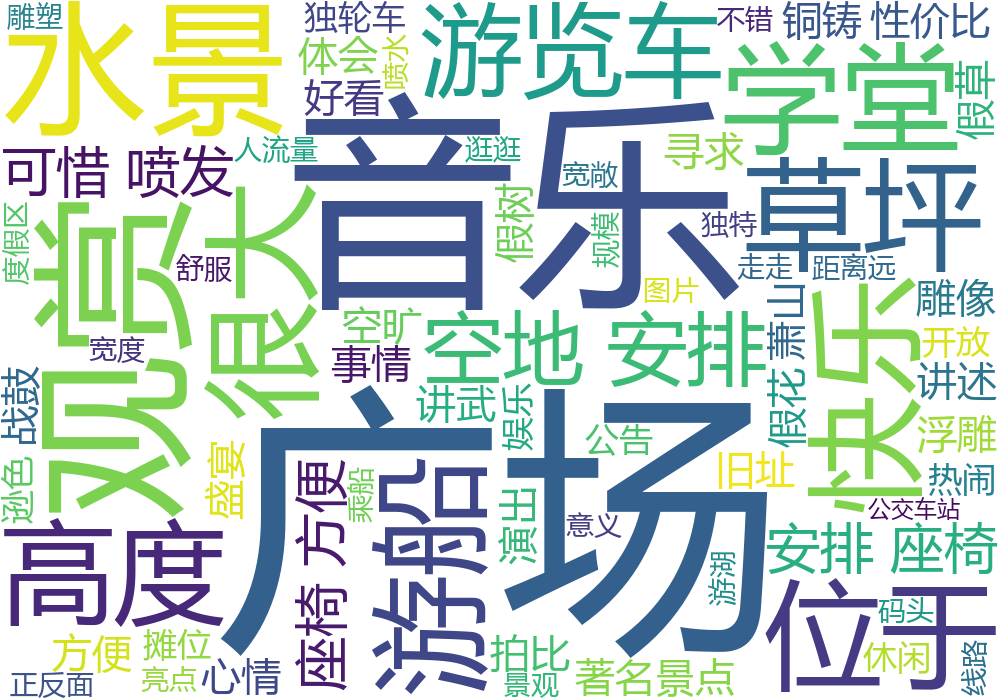 雕塑
独轮车
不错
铜铸
性价比
水景
体会
喷水
游览车
学堂
假草
好看
音乐
可惜
喷发
人流量
逛逛
寻求
宽敞
草坪
观赏
很大
假树
规模
独特
度假区
舒服
走走
距离远
图片
萧山
快乐
雕像
空旷
空地
安排
开放
宽度
事情
讲武
讲述
战鼓
娱乐
假花
广场
公告
浮雕
盛宴
旧址
热闹
逊色
座椅 方便
乘船
游船
演出
意义
公交车站
高度
安排 座椅
游湖
位于
码头
方便
摊位
拍比
休闲
线路
正反面
亮点
心情
景观
著名景点